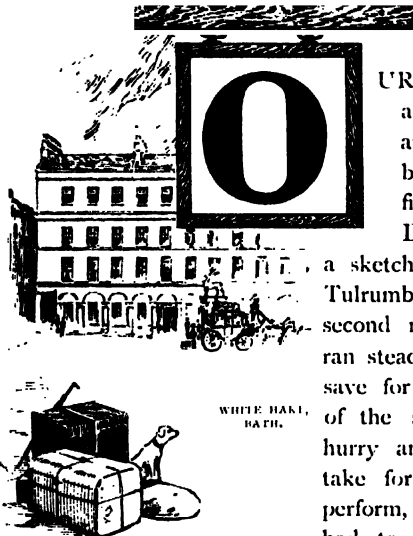 O
UR
a
a
b
fi
a sketch
Tulrumb
second
ran stead
save for
of the
hurry an
take for
perform,
WHITE HART,
BATH.